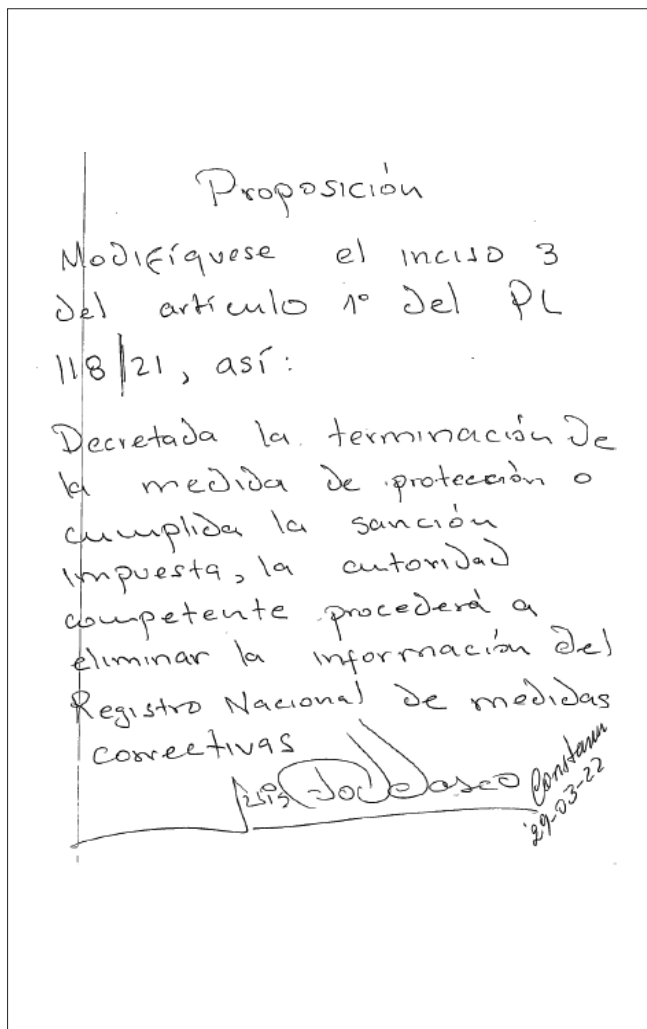 Proposición
Modifíquese el inciso 3
del artículo 1º del PL
118/21, así:
Decretada la terminación de
la medida de protección o
cumplida la sanción
impuesta, la autoridad
competente procederá a
eliminar la información del
Registro Nacional de medidas
correctivas
29-03-22